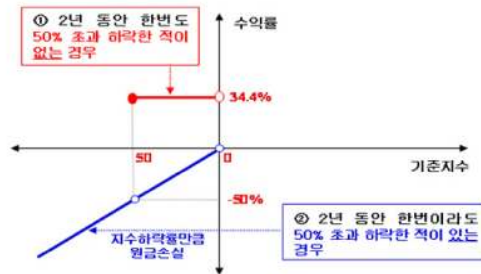 ① 2년 동안 한번도
50% 초과 하락한 적이
없는 경우
수익률
34.4%
50
0
기준지수
-50%
지수하락률만큼
원금손실
② 2년 동안 한번이라도
50% 초과 하락한 적이 있는
경우